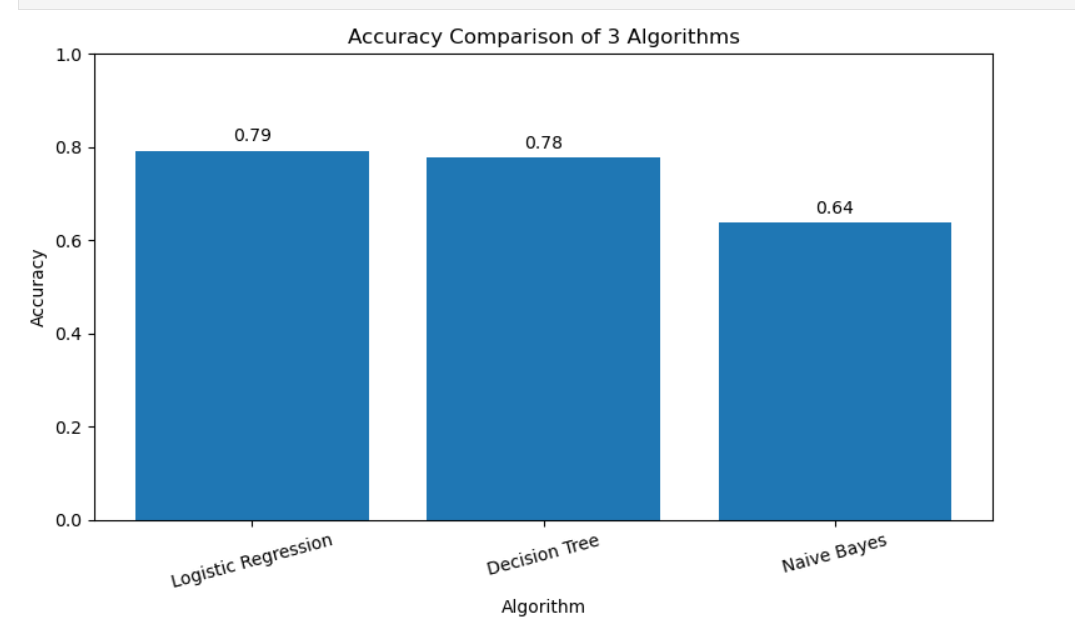 Accuracy Comparison of 3 Algorithms
1.0
0.8
0.6
0.4
0.2
0.0
Accuracy
0.79
0.78
0.64
Logistic Regression
Decision Tree
Naive Bayes
Algorithm